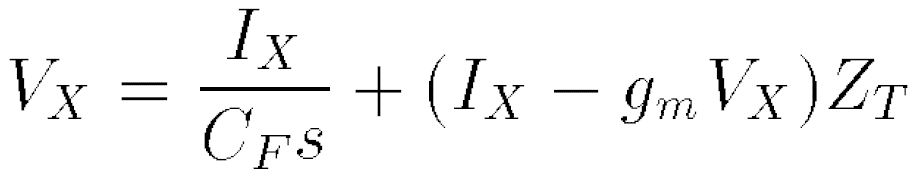 V_X = \frac{I_X}{C_F s} + (I_X - g_m V_X) Z_T